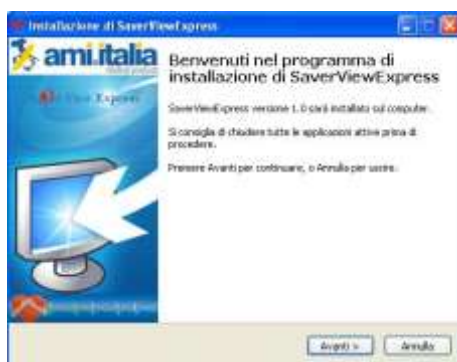 Installazione di SaverViewExpress
ami.italia
View Express
Benvenuti nel programma di
installazione di SaverViewExpress
SaverViewExpress versione 1.0 sarà installato sul computer.
Si consiglia di chiudere tutte le applicazioni attive prima di
procedere.
Premere Avanti per continuare, o Annulla per uscire.
Avanti >
Annulla